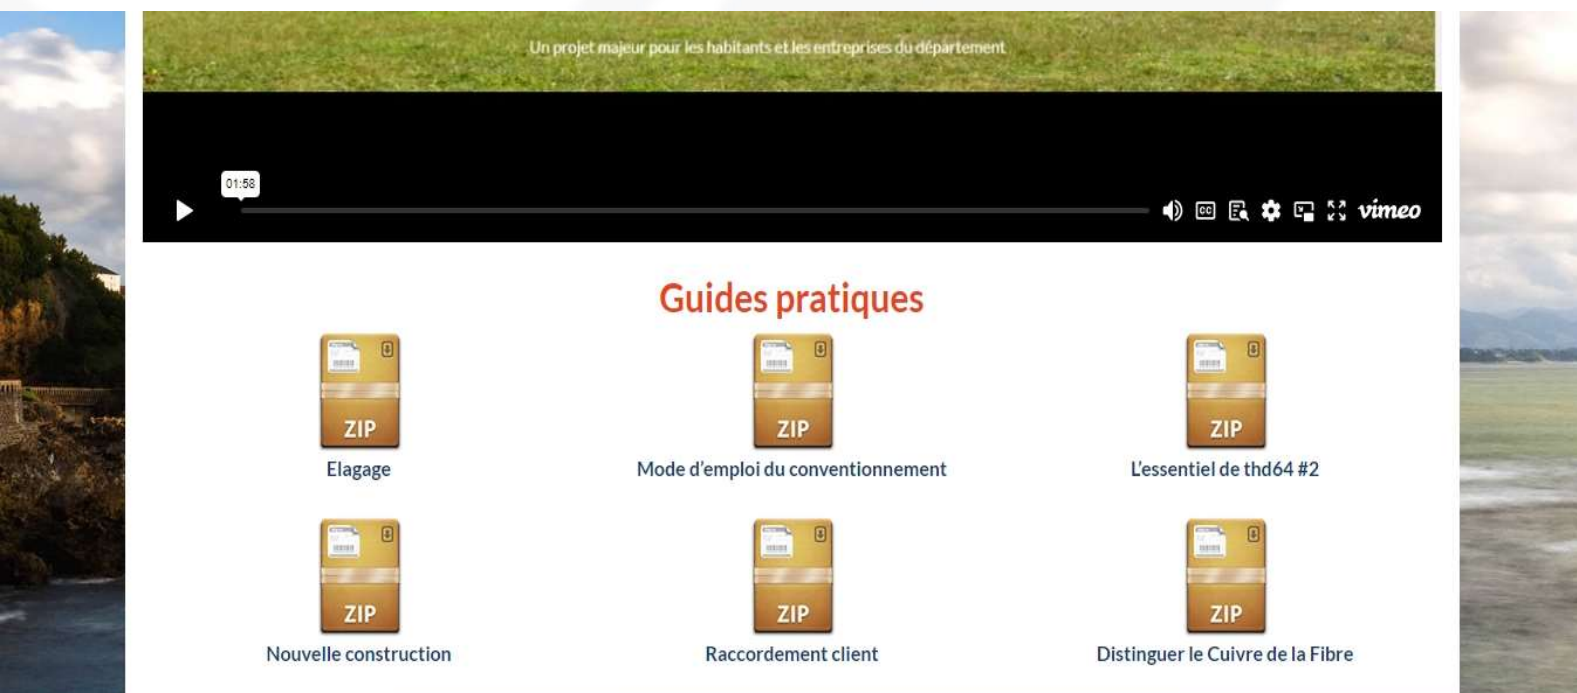 Un projet majeur pour les habitants et les entreprises du département
01:58
CC
vimeo
Guides pratiques
ZIP ZIP ZIP
Elagage Mode d'emploi du conventionnement L'essentiel de thd64 #2
ZIP ZIP ZIP
Nouvelle construction Raccordement client Distinguer le Cuivre de la Fibre